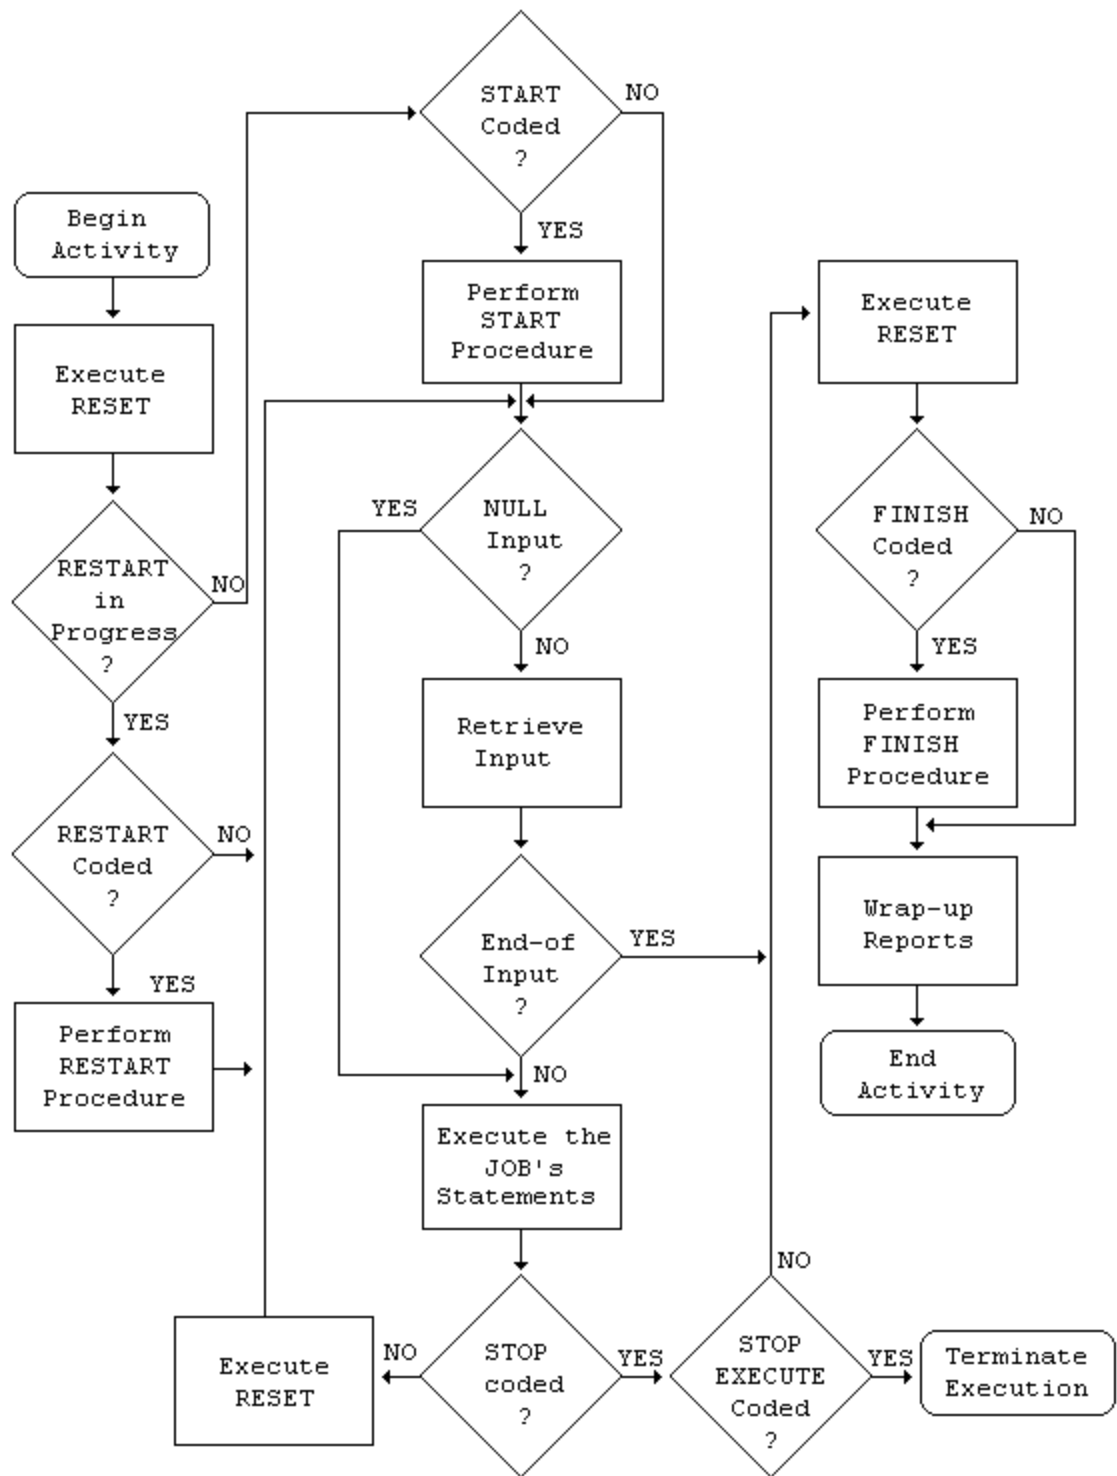 START
Coded
?
NO
YES
Begin
Activity
Perform
START
Procedure
Execute
RESET
Execute
RESET
YES
NULL
Input
?
NO
FINISH
Coded
?
NO
YES
RESTART
in
Progress
?
NO
YES
Retrieve
Input
Perform
FINISH
Procedure
RESTART
Coded
?
NO
YES
End-of
Input
?
YES
NO
Wrap-up
Reports
Perform
RESTART
Procedure
End
Activity
Execute the
JOB's
Statements
NO
Execute
RESET
NO
STOP
coded
?
YES
STOP
EXECUTE
Coded
?
YES
Terminate
Execution